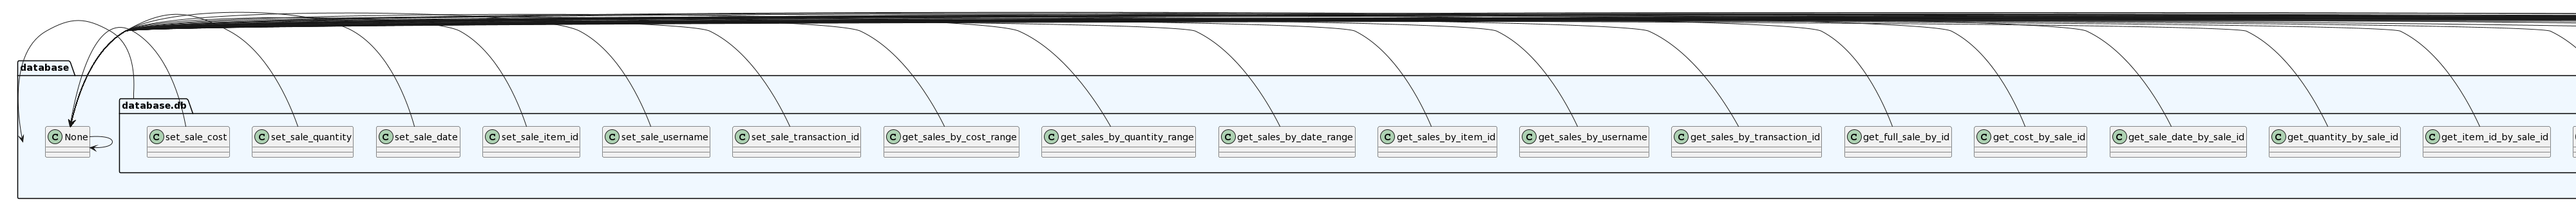 database
database.db
C None
C set_sale_cost
C set_sale_quantity
C set_sale_date
C set_sale_item_id
C set_sale_username
C set_sale_transaction_id
C get_sales_by_cost_range
C get_sales_by_quantity_range
C get_sales_by_date_range
C get_sales_by_item_id
C get_sales_by_username
C get_sales_by_transaction_id
C get_full_sale_by_id
C get_cost_by_sale_id
C get_sale_date_by_sale_id
C get_quantity_by_sale_id
C get_item_id_by_sale_id